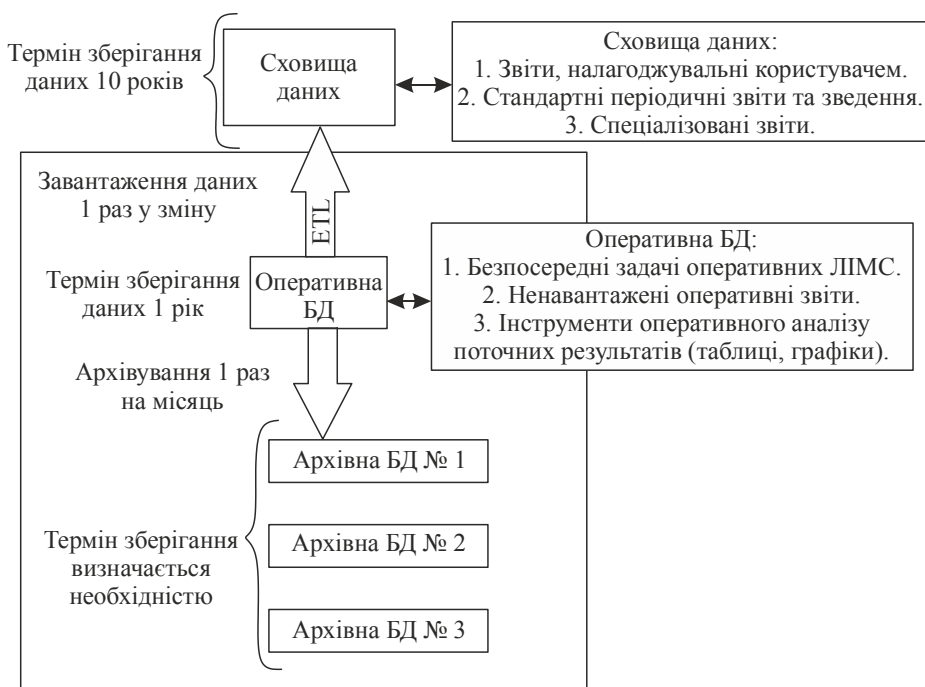 Термін зберігання
даних 10 років
Сховища
даних
Сховища даних:
1. Звіти, налагоджувальні користувачем.
2. Стандартні періодичні звіти та зведення.
3. Спеціалізовані звіти.
Завантаження даних
1 раз у зміну
ETL
Термін зберігання
даних 1 рік
Оперативна
БД
Оперативна БД:
1. Безпосередні задачі оперативних ЛІМС.
2. Ненавантажені оперативні звіти.
3. Інструменти оперативного аналізу
поточних результатів (таблиці, графіки).
Архівування 1 раз
на місяць
Термін зберігання
визначається
необхідністю
Архівна БД № 1
Архівна БД № 2
Архівна БД № 3